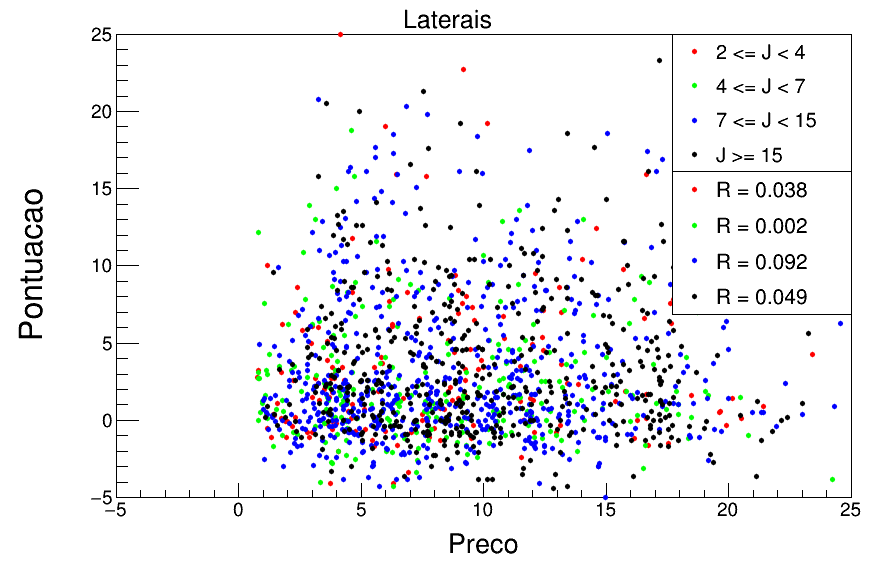 Laterais
25
20
15
10
5
0
−5
Pontuacao
2 <= J < 4
4 <= J < 7
7 <= J < 15
J >= 15
R = 0.038
R = 0.002
R = 0.092
R = 0.049
−5 0 5 10 15 20 25
Preco